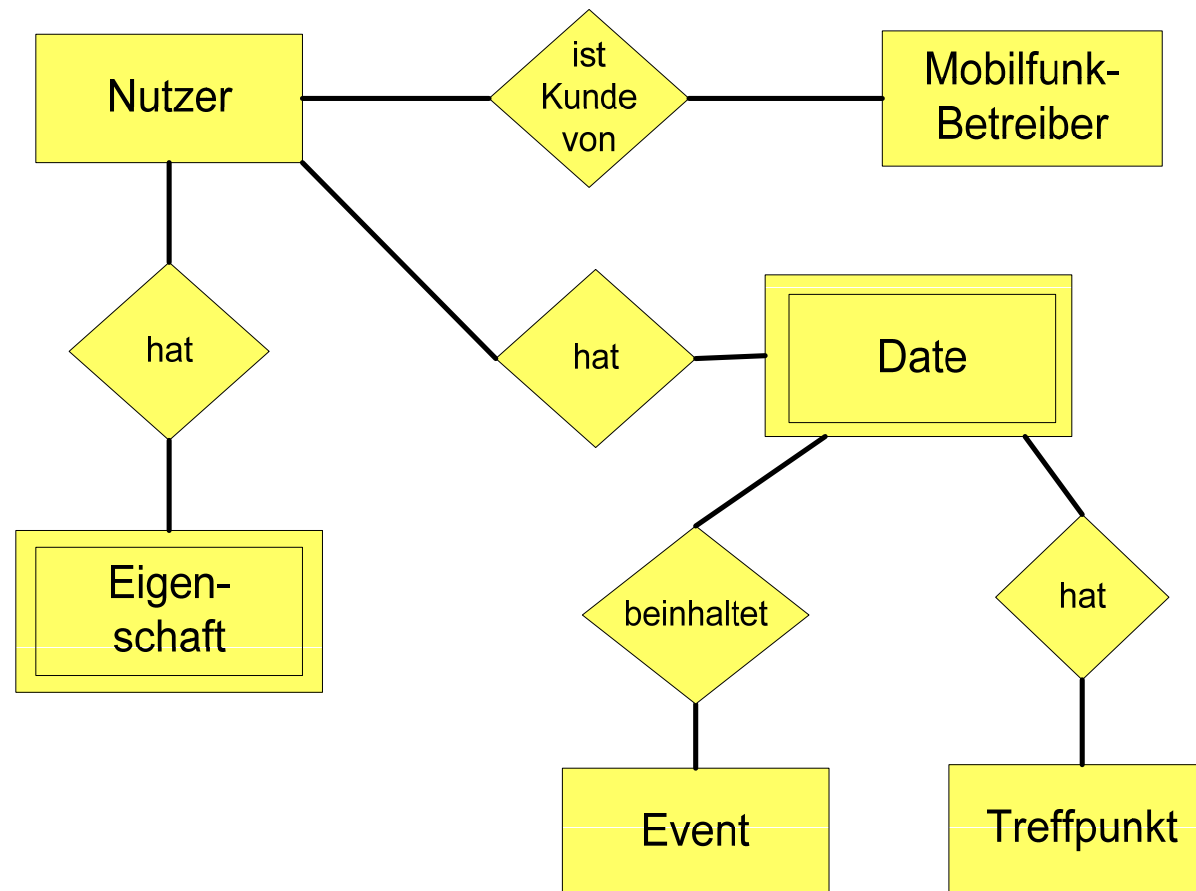 Nutzer
ist
Kunde
von
Mobilfunk-
Betreiber
hat
hat
Date
Eigen-
schaft
beinhaltet
hat
Event
Treffpunkt